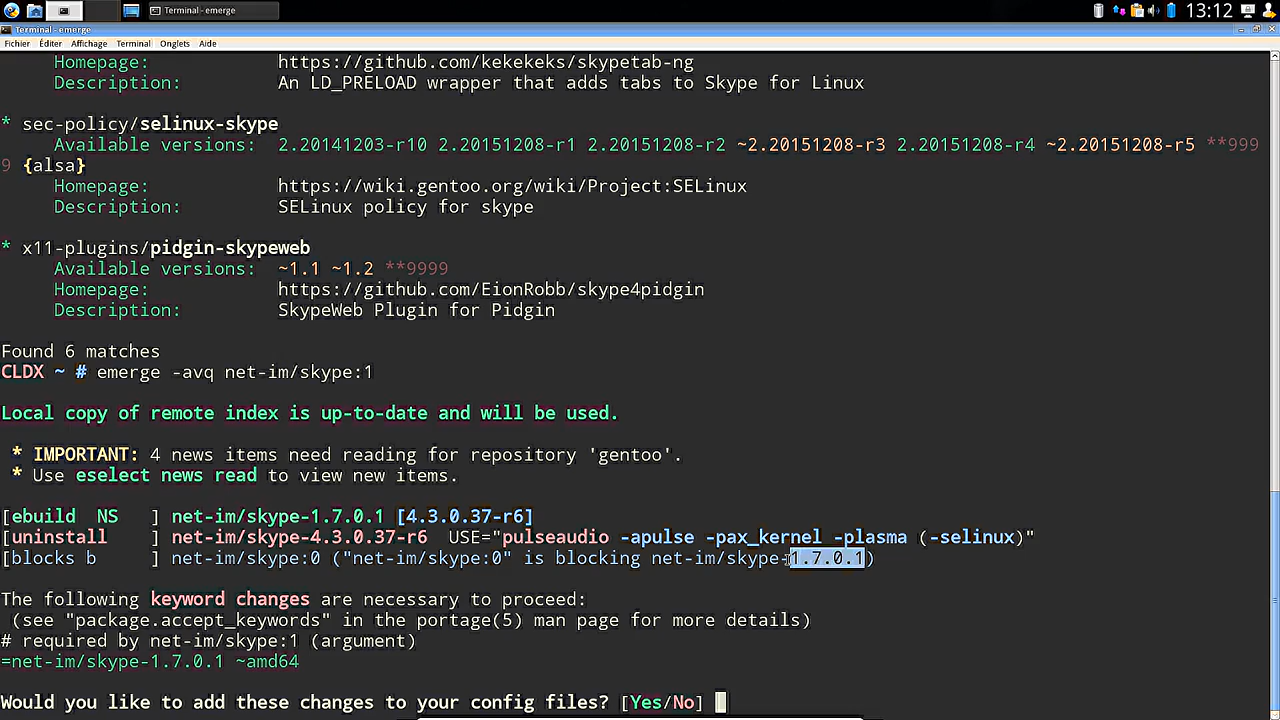 Terminal - emerge
13:12
Terminal - emerge
Fichier Éditer Affichage Terminal Onglets Aide
Homepage: https://github.com/kekekeks/skypetab-ng
Description: An LD_PRELOAD wrapper that adds tabs to Skype for Linux
* sec-policy/selinux-skype
Available versions: 2.20141203-r10 2.20151208-r1 2.20151208-r2 ~2.20151208-r3 2.20151208-r4 ~2.20151208-r5 **999
9 {alsa}
Homepage: https://wiki.gentoo.org/wiki/Project:SELinux
Description: SELinux policy for skype
* x11-plugins/pidgin-skypeweb
Available versions: ~1.1 ~1.2 **9999
Homepage: https://github.com/EionRobb/skype4pidgin
Description: SkypeWeb Plugin for Pidgin
Found 6 matches
CLDX ~ # emerge -avq net-im/skype:1
Local copy of remote index is up-to-date and will be used.
* IMPORTANT: 4 news items need reading for repository 'gentoo'.
* Use eselect news read to view new items.
[ebuild NS ] net-im/skype-1.7.0.1 [4.3.0.37-r6]
[uninstall ] net-im/skype-4.3.0.37-r6 USE="pulseaudio -apulse -pax_kernel -plasma (-selinux)"
[blocks b ] net-im/skype:0 ("net-im/skype:0" is blocking net-im/skype-1.7.0.1)
The following keyword changes are necessary to proceed:
(see "package.accept_keywords" in the portage(5) man page for more details)
# required by net-im/skype:1 (argument)
=net-im/skype-1.7.0.1 ~amd64
Would you like to add these changes to your config files? [Yes/No]